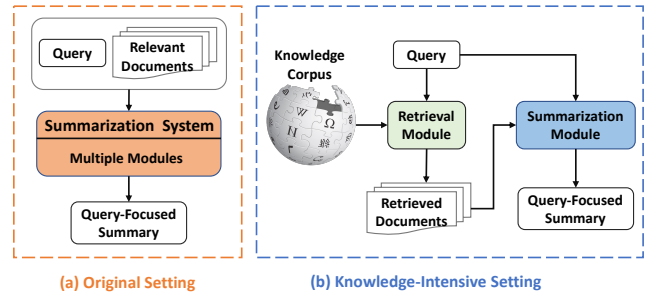 Query
Relevant
Documents
Summarization System
Multiple Modules
Query-Focused
Summary
(a) Original Setting
Knowledge
Corpus
W
Ω
И
Query
Retrieval
Module
Summarization
Module
Retrieved
Documents
Query-Focused
Summary
(b) Knowledge-Intensive Setting